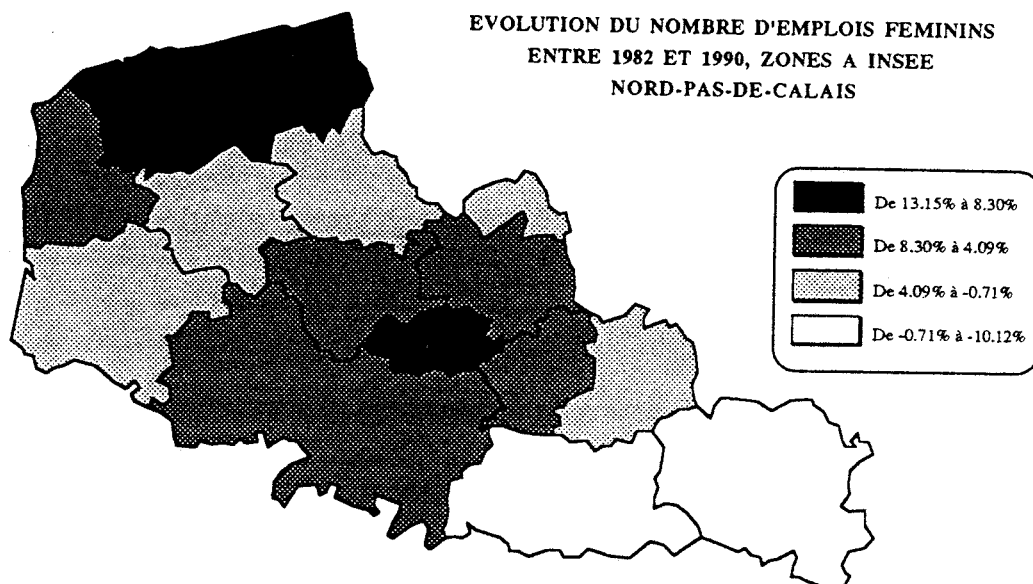 EVOLUTION DU NOMBRE D'EMPLOIS FEMININS
ENTRE 1982 ET 1990, ZONES A INSEE
NORD-PAS-DE-CALAIS
De 13.15% à 8.30%
De 8.30% à 4.09%
De 4.09% à -0.71%
De -0.71% à -10.12%